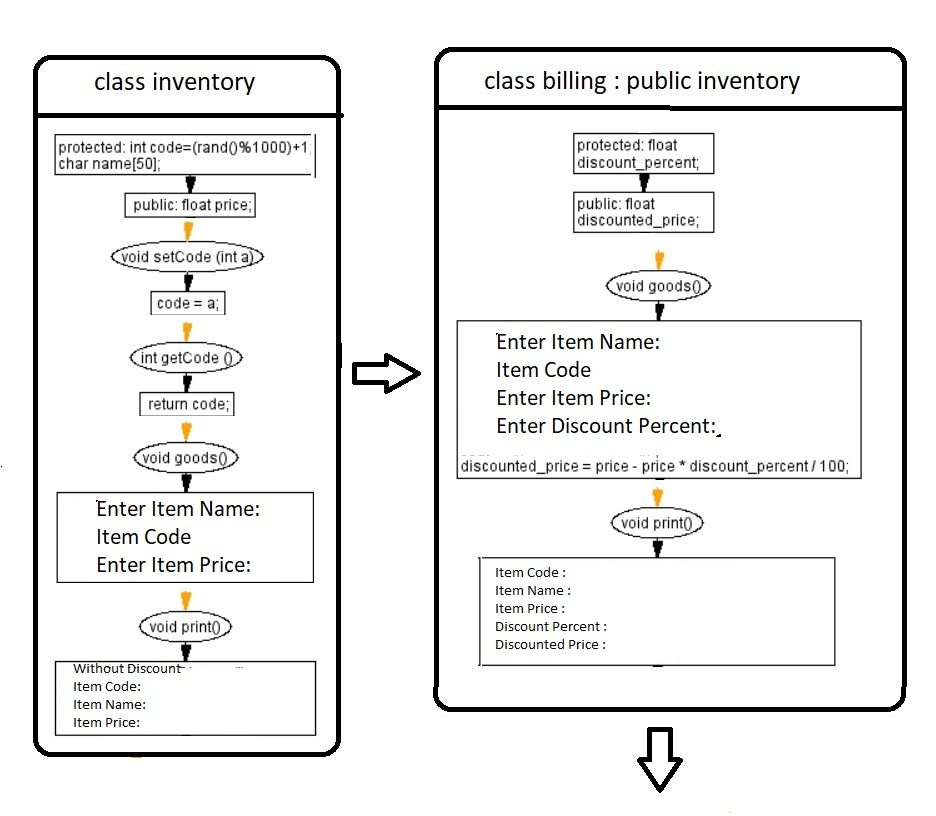 class inventory
protected: int code=(rand()%1000)+1;
char name[50];
public: float price;
void setCode (int a)
code = a;
int getCode ()
return code;
void goods()
Enter Item Name:
Item Code
Enter Item Price:
void print()
Without Discount
Item Code:
Item Name:
Item Price:
class billing : public inventory
protected: float
discount_percent;
public: float
discounted_price;
void goods()
Enter Item Name:
Item Code
Enter Item Price:
Enter Discount Percent:
discounted_price = price - price * discount_percent / 100;
void print()
Item Code :
Item Name :
Item Price :
Discount Percent :
Discounted Price :